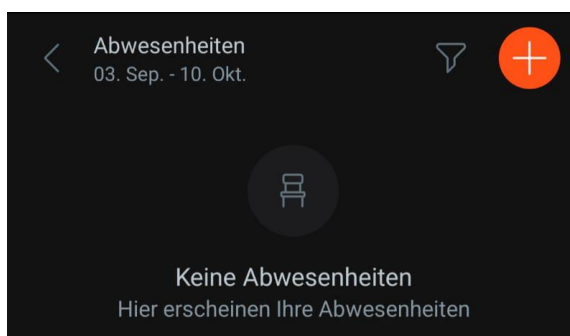 Abwesenheiten
03. Sep. - 10. Okt.
Keine Abwesenheiten
Hier erscheinen Ihre Abwesenheiten